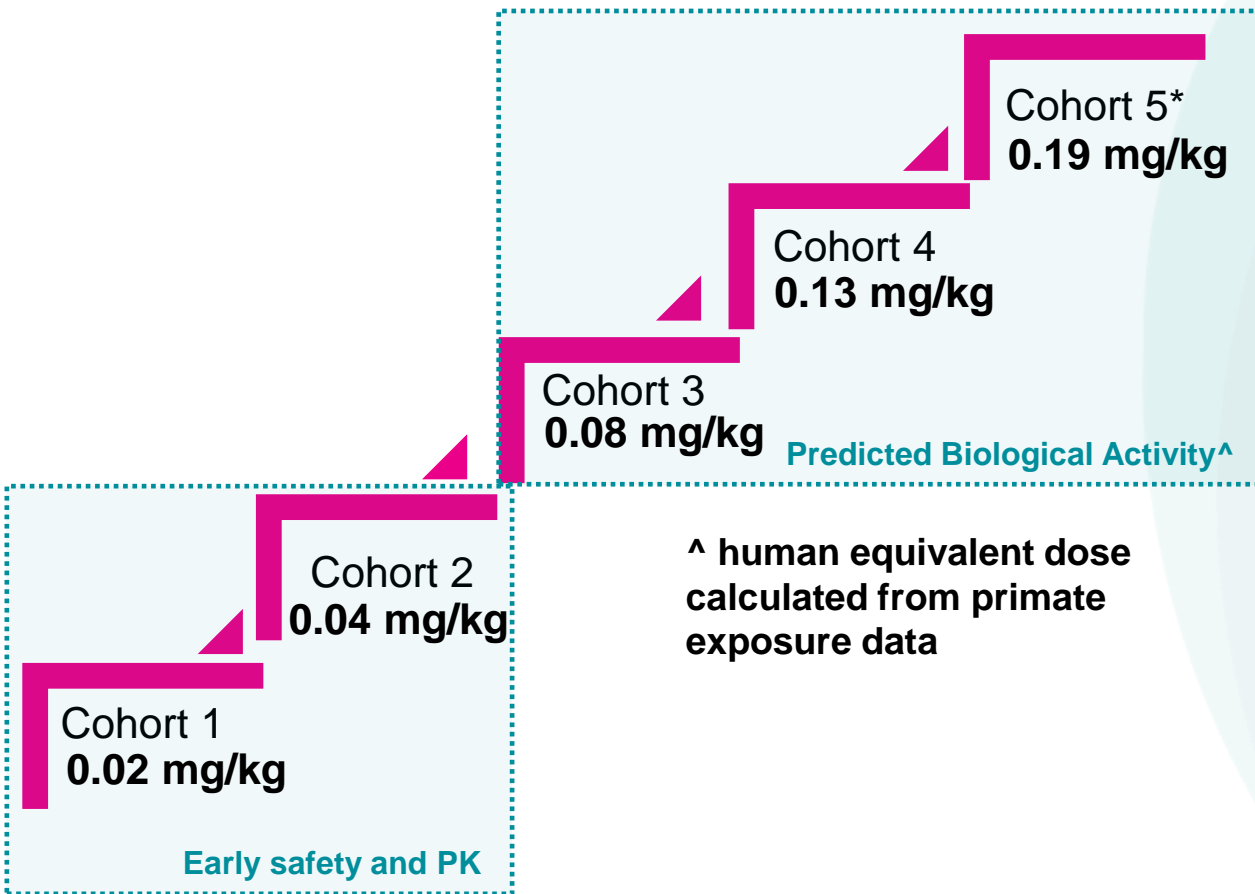 Cohort 5*
0.19 mg/kg
Cohort 4
0.13 mg/kg
Cohort 3
0.08 mg/kg
Predicted Biological Activity^
^ human equivalent dose
calculated from primate
exposure data
Cohort 2
0.04 mg/kg
Cohort 1
0.02 mg/kg
Early safety and PK